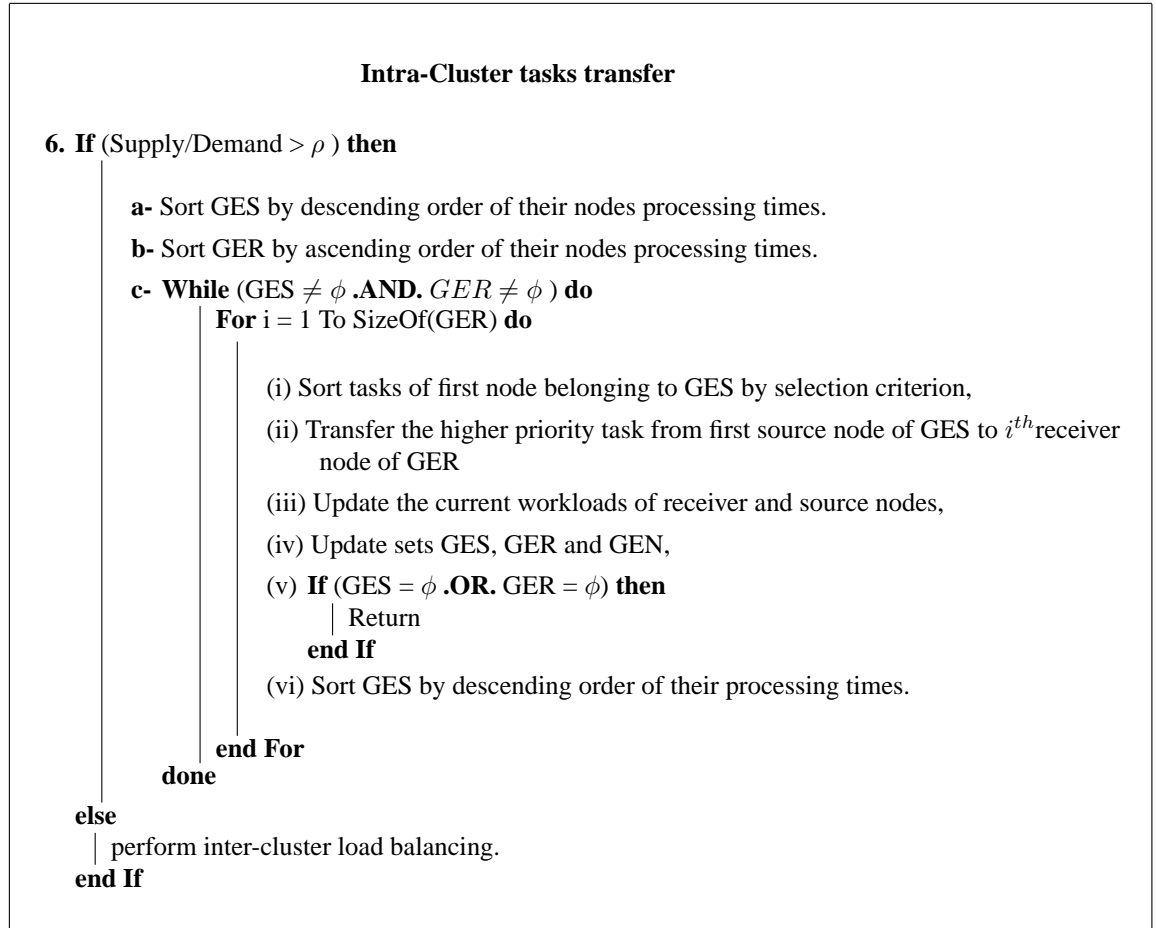 Intra-Cluster tasks transfer
6. If (Supply/Demand > ρ ) then
a- Sort GES by descending order of their nodes processing times.
b- Sort GER by ascending order of their nodes processing times.
c- While (GES ≠ ϕ .AND. GER ≠ ϕ ) do
For i = 1 To SizeOf(GER) do
(i) Sort tasks of first node belonging to GES by selection criterion,
(ii) Transfer the higher priority task from first source node of GES to i^{th}receiver
node of GER
(iii) Update the current workloads of receiver and source nodes,
(iv) Update sets GES, GER and GEN,
(v) If (GES = ϕ .OR. GER = ϕ) then
Return
end If
(vi) Sort GES by descending order of their processing times.
end For
done
else
perform inter-cluster load balancing.
end If